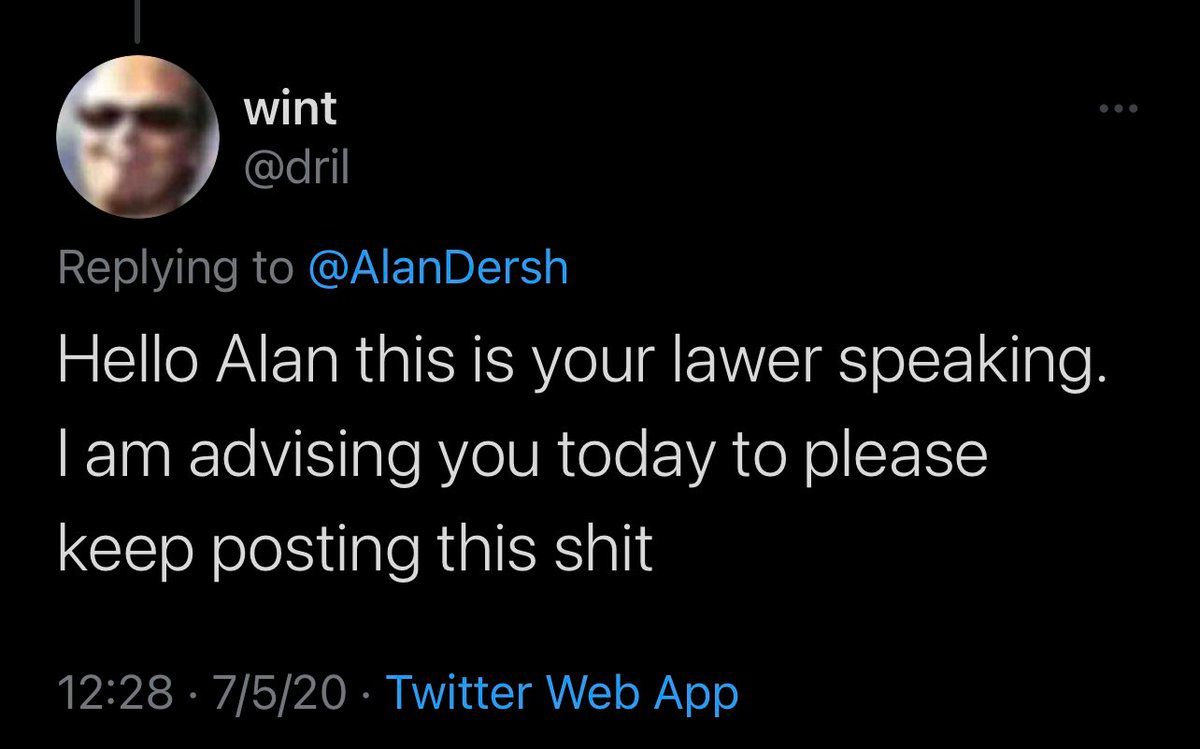 wint
@dril
Replying to @AlanDersh
Hello Alan this is your lawer speaking.
I am advising you today to please
keep posting this shit
12:28 · 7/5/20 · Twitter Web App